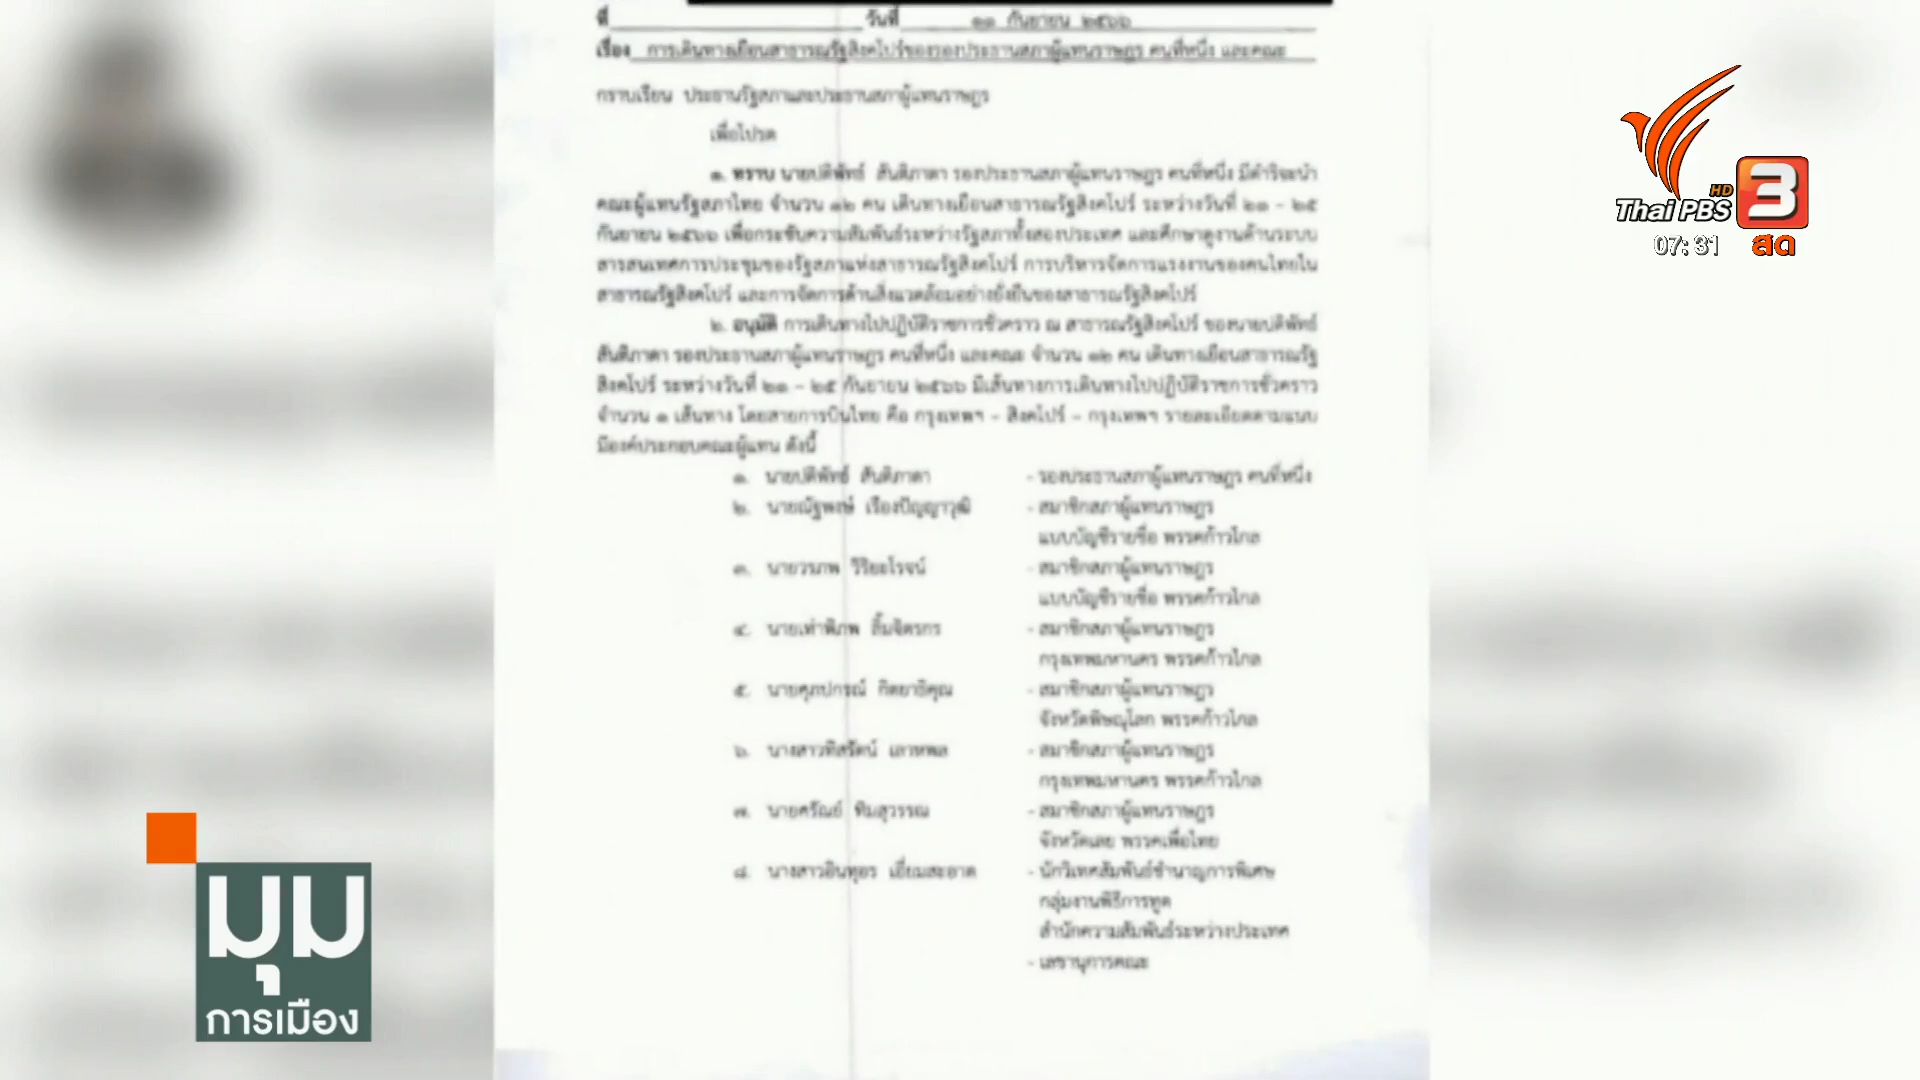 ที่ วันที่ ๑๑ กันยายน ๒๕๖๖
เรื่อง การเดินทางเยือนสาธารณรัฐสิงคโปร์ของรองประธานสภาผู้แทนราษฎร คนที่หนึ่ง และคณะ
กราบเรียน ประธานรัฐสภาและประธานสภาผู้แทนราษฎร
เพื่อโปรด
๑. ทราบ นายปดิพัทธ์ สันติภาดา รองประธานสภาผู้แทนราษฎร คนที่หนึ่ง มีดำริจะนำ
คณะผู้แทนรัฐสภาไทย จำนวน ๑๒ คน เดินทางเยือนสาธารณรัฐสิงคโปร์ ระหว่างวันที่ ๒๑ – ๒๕
กันยายน ๒๕๖๖ เพื่อกระชับความสัมพันธ์ระหว่างรัฐสภาทั้งสองประเทศ และศึกษาดูงานด้านระบบ
สารสนเทศการประชุมของรัฐสภาแห่งสาธารณรัฐสิงคโปร์ การบริหารจัดการแรงงานของคนไทยใน
สาธารณรัฐสิงคโปร์ และการจัดการด้านสิ่งแวดล้อมอย่างยั่งยืนของสาธารณรัฐสิงคโปร์
๒. อนุมัติ การเดินทางไปปฏิบัติราชการชั่วคราว ณ สาธารณรัฐสิงคโปร์ ของนายปดิพัทธ์
สันติภาดา รองประธานสภาผู้แทนราษฎร คนที่หนึ่ง และคณะ จำนวน ๑๒ คน เดินทางเยือนสาธารณรัฐ
สิงคโปร์ ระหว่างวันที่ ๒๑ – ๒๕ กันยายน ๒๕๖๖ มีเส้นทางการเดินทางไปปฏิบัติราชการชั่วคราว
จำนวน ๑ เส้นทาง โดยสายการบินไทย คือ กรุงเทพฯ – สิงคโปร์ – กรุงเทพฯ รายละเอียดตามแนบ
มีองค์ประกอบคณะผู้แทน ดังนี้
๑. นายปดิพัทธ์ สันติภาดา - รองประธานสภาผู้แทนราษฎร คนที่หนึ่ง
๒. นายณัฐพงษ์ เรืองปัญญาวุฒิ - สมาชิกสภาผู้แทนราษฎร
แบบบัญชีรายชื่อ พรรคก้าวไกล
๓. นายวรภพ วิริยะโรจน์ - สมาชิกสภาผู้แทนราษฎร
แบบบัญชีรายชื่อ พรรคก้าวไกล
๔. นายเท่าพิภพ ลิ้มจิตรกร - สมาชิกสภาผู้แทนราษฎร
กรุงเทพมหานคร พรรคก้าวไกล
๕. นายศุภปกรณ์ กิตยาธิคุณ - สมาชิกสภาผู้แทนราษฎร
จังหวัดพิษณุโลก พรรคก้าวไกล
๖. นางสาวทิสรัตน์ เลาหพล - สมาชิกสภาผู้แทนราษฎร
กรุงเทพมหานคร พรรคก้าวไกล
๗. นายศรัณย์ ทิมสุวรรณ - สมาชิกสภาผู้แทนราษฎร
จังหวัดเลย พรรคเพื่อไทย
๘. นางสาวอินทุอร เอี่ยมสะอาด - นักวิเทศสัมพันธ์ชำนาญการพิเศษ
กลุ่มงานพิธีการทูต
สำนักความสัมพันธ์ระหว่างประเทศ
- เลขานุการคณะ
Thai PBS HD 3
07:31 สด
มุม
การเมือง